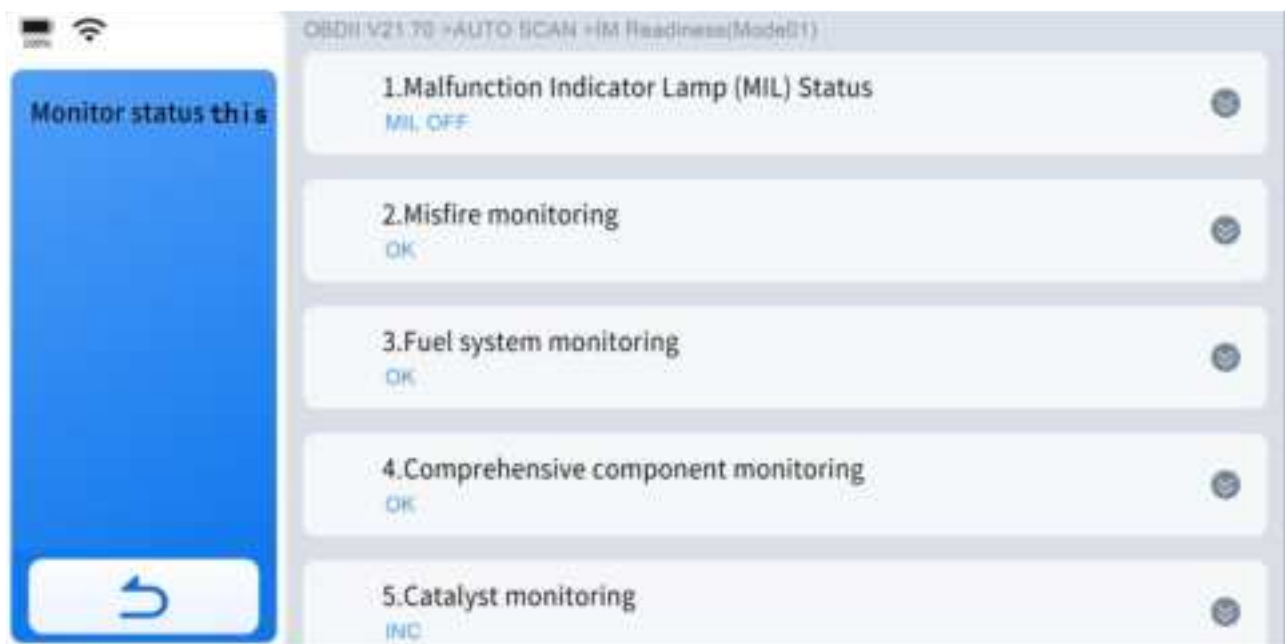 100%
OBDII V21.70 >AUTO SCAN >IM Readiness(Mode01)
Monitor status this
1.Malfunction Indicator Lamp (MIL) Status
MIL OFF
2.Misfire monitoring
OK
3.Fuel system monitoring
OK
4.Comprehensive component monitoring
OK
5.Catalyst monitoring
INC